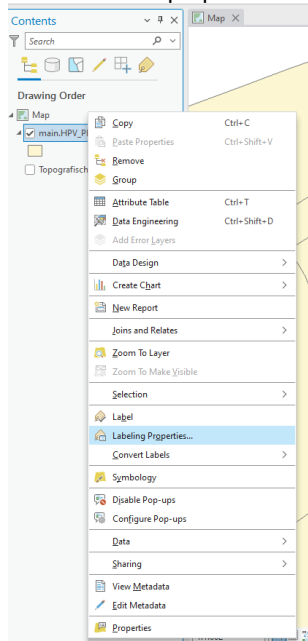 Contents
Map
Search
Drawing Order
Map
main.HPV_P
Topografisch
Copy Ctrl+C
Paste Properties Ctrl+Shift+V
Remove
Group
Attribute Table Ctrl+T
Data Engineering Ctrl+Shift+D
Add Error Layers
Data Design
Create Chart
New Report
Joins and Relates
Zoom To Layer
Zoom To Make Visible
Selection
Label
Labeling Properties...
Convert Labels
Symbology
Disable Pop-ups
Configure Pop-ups
Data
Sharing
View Metadata
Edit Metadata
Properties